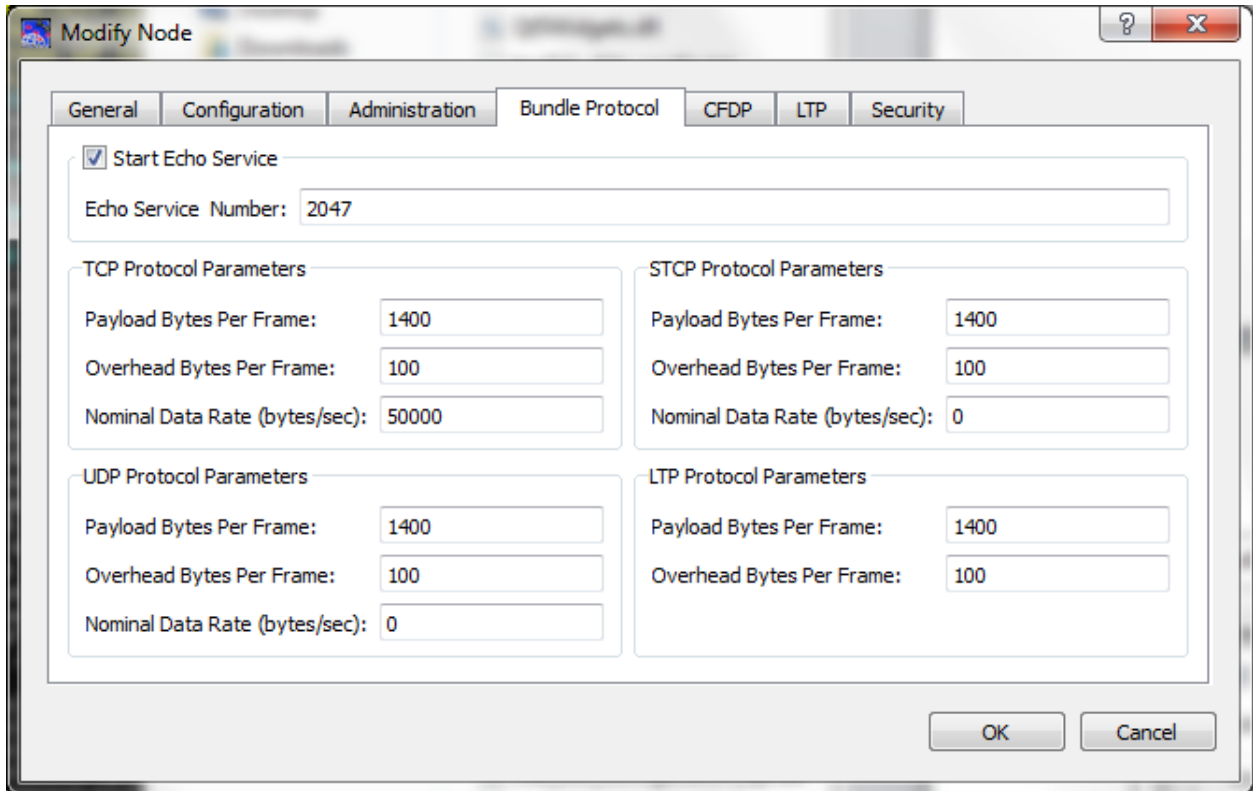 Modify Node
General Configuration Administration Bundle Protocol CFDP LTP Security
Start Echo Service
Echo Service Number: 2047
TCP Protocol Parameters
Payload Bytes Per Frame: 1400
Overhead Bytes Per Frame: 100
Nominal Data Rate (bytes/sec): 50000
STCP Protocol Parameters
Payload Bytes Per Frame: 1400
Overhead Bytes Per Frame: 100
Nominal Data Rate (bytes/sec): 0
UDP Protocol Parameters
Payload Bytes Per Frame: 1400
Overhead Bytes Per Frame: 100
Nominal Data Rate (bytes/sec): 0
LTP Protocol Parameters
Payload Bytes Per Frame: 1400
Overhead Bytes Per Frame: 100
OK Cancel